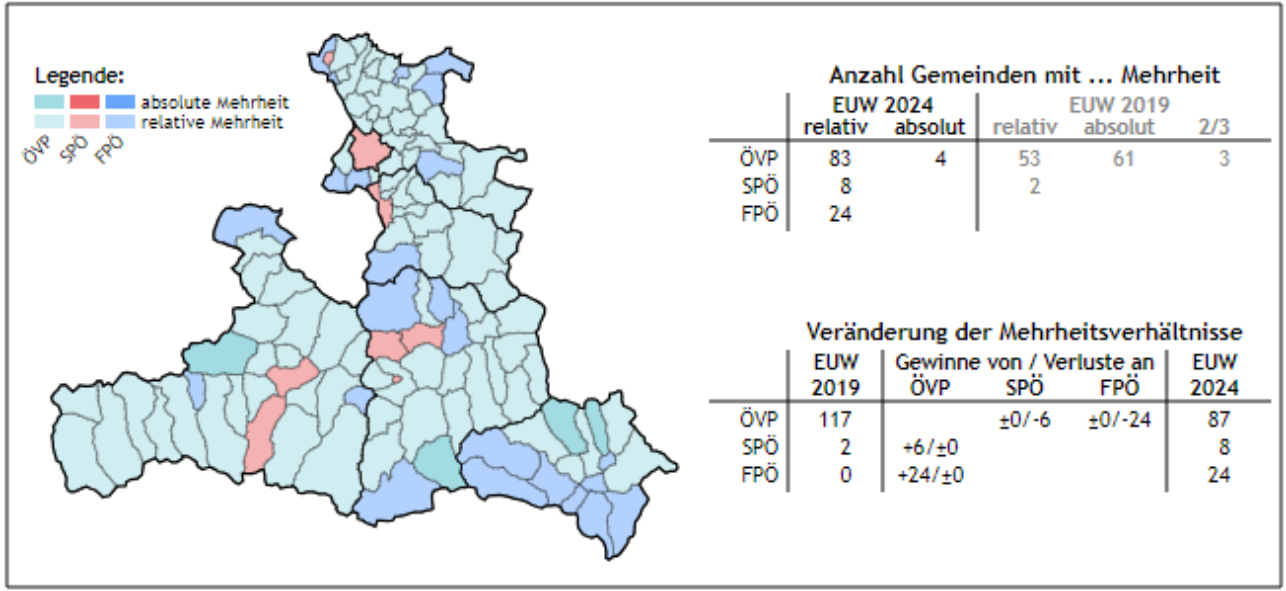 Legende:
absolute Mehrheit
relative Mehrheit
ÖVP SPÖ FPÖ
Anzahl Gemeinden mit ... Mehrheit
EUW 2024 EUW 2019
relativ absolut relativ absolut 2/3
ÖVP 83 4 53 61 3
SPÖ 8 2
FPÖ 24
Veränderung der Mehrheitsverhältnisse
EUW Gewinne von / Verluste an EUW
2019 ÖVP SPÖ FPÖ 2024
ÖVP 117 ±0/-6 ±0/-24 87
SPÖ 2 +6/±0 8
FPÖ 0 +24/±0 24